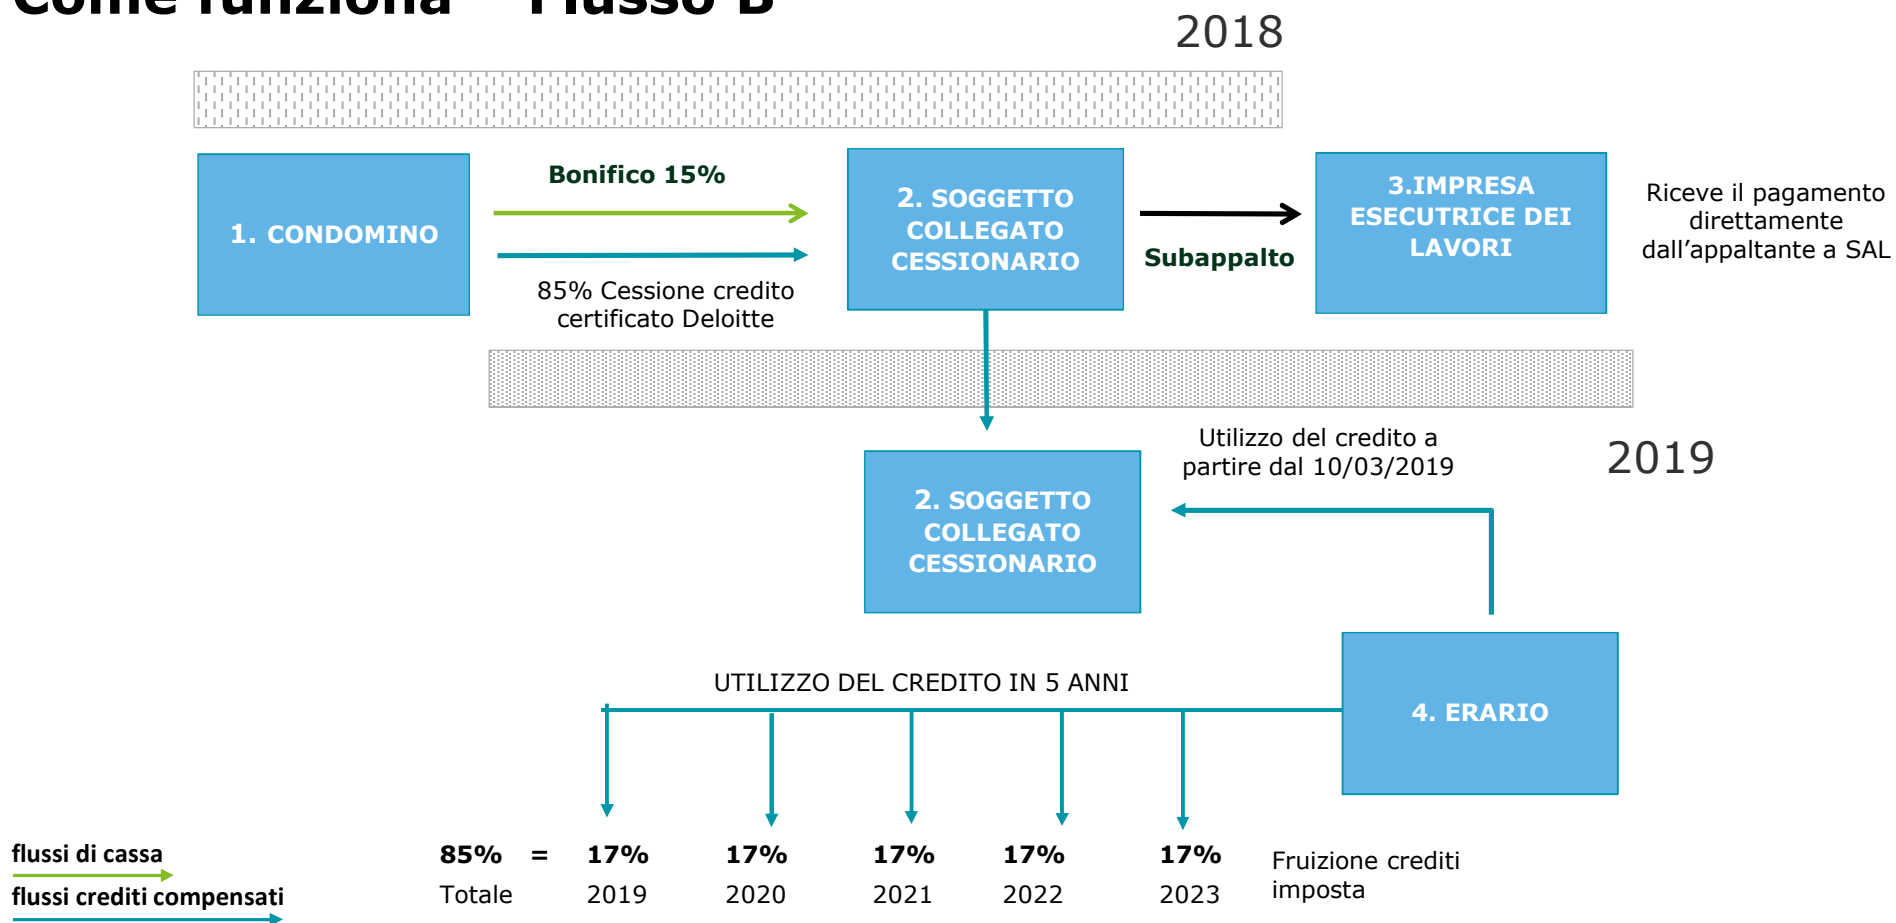 Come funziona – Flusso B
2018
1. CONDOMINO
Bonifico 15%
85% Cessione credito
certificato Deloitte
2. SOGGETTO
COLLEGATO
CESSIONARIO
Subappalto
3.IMPRESA
ESECUTRICE DEI
LAVORI
Riceve il pagamento
direttamente
dall’appaltante a SAL
2019
Utilizzo del credito a
partire dal 10/03/2019
2. SOGGETTO
COLLEGATO
CESSIONARIO
4. ERARIO
UTILIZZO DEL CREDITO IN 5 ANNI
85% = 17% 17% 17% 17% 17%
Totale 2019 2020 2021 2022 2023
Fruizione crediti
imposta
flussi di cassa
flussi crediti compensati